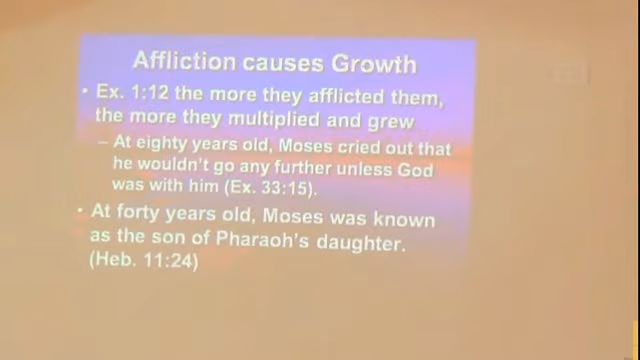 Affliction causes Growth
• Ex. 1:12 the more they afflicted them,
the more they multiplied and grew
– At eighty years old, Moses cried out that
he wouldn't go any further unless God
was with him (Ex. 33:15).
• At forty years old, Moses was known
as the son of Pharaoh's daughter.
(Heb. 11:24)